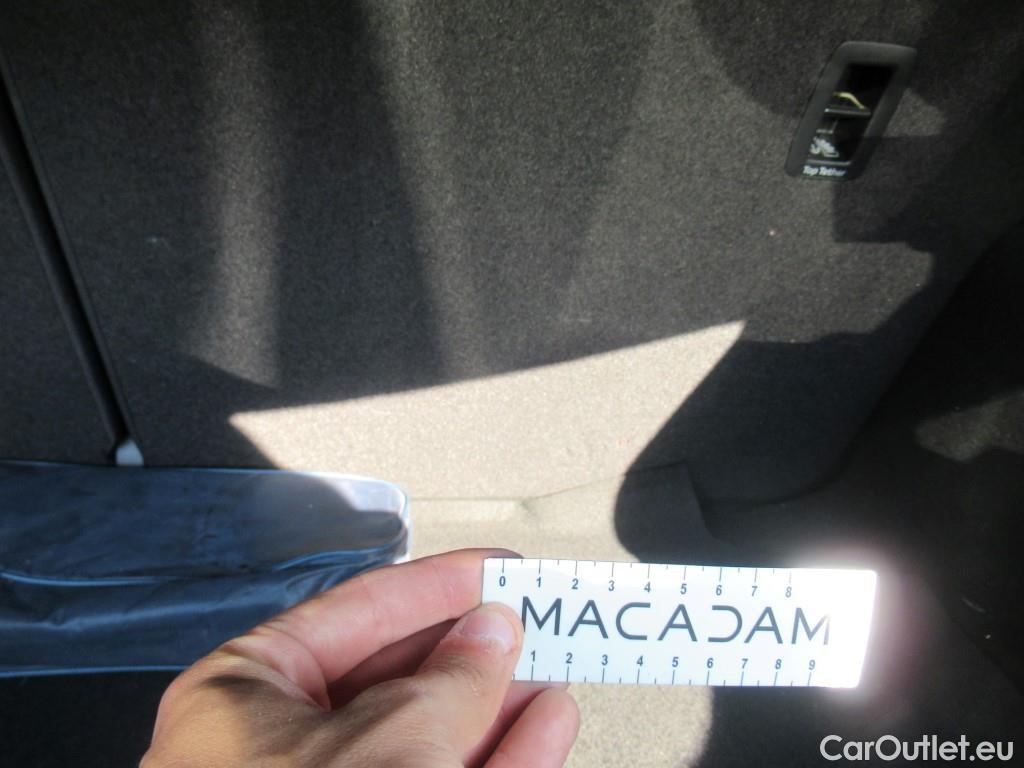 Top Tether
0 1 2 3 4 5 6 7 8
MACADAM
1 2 3 4 5 6 7 8 9
CarOutlet.eu